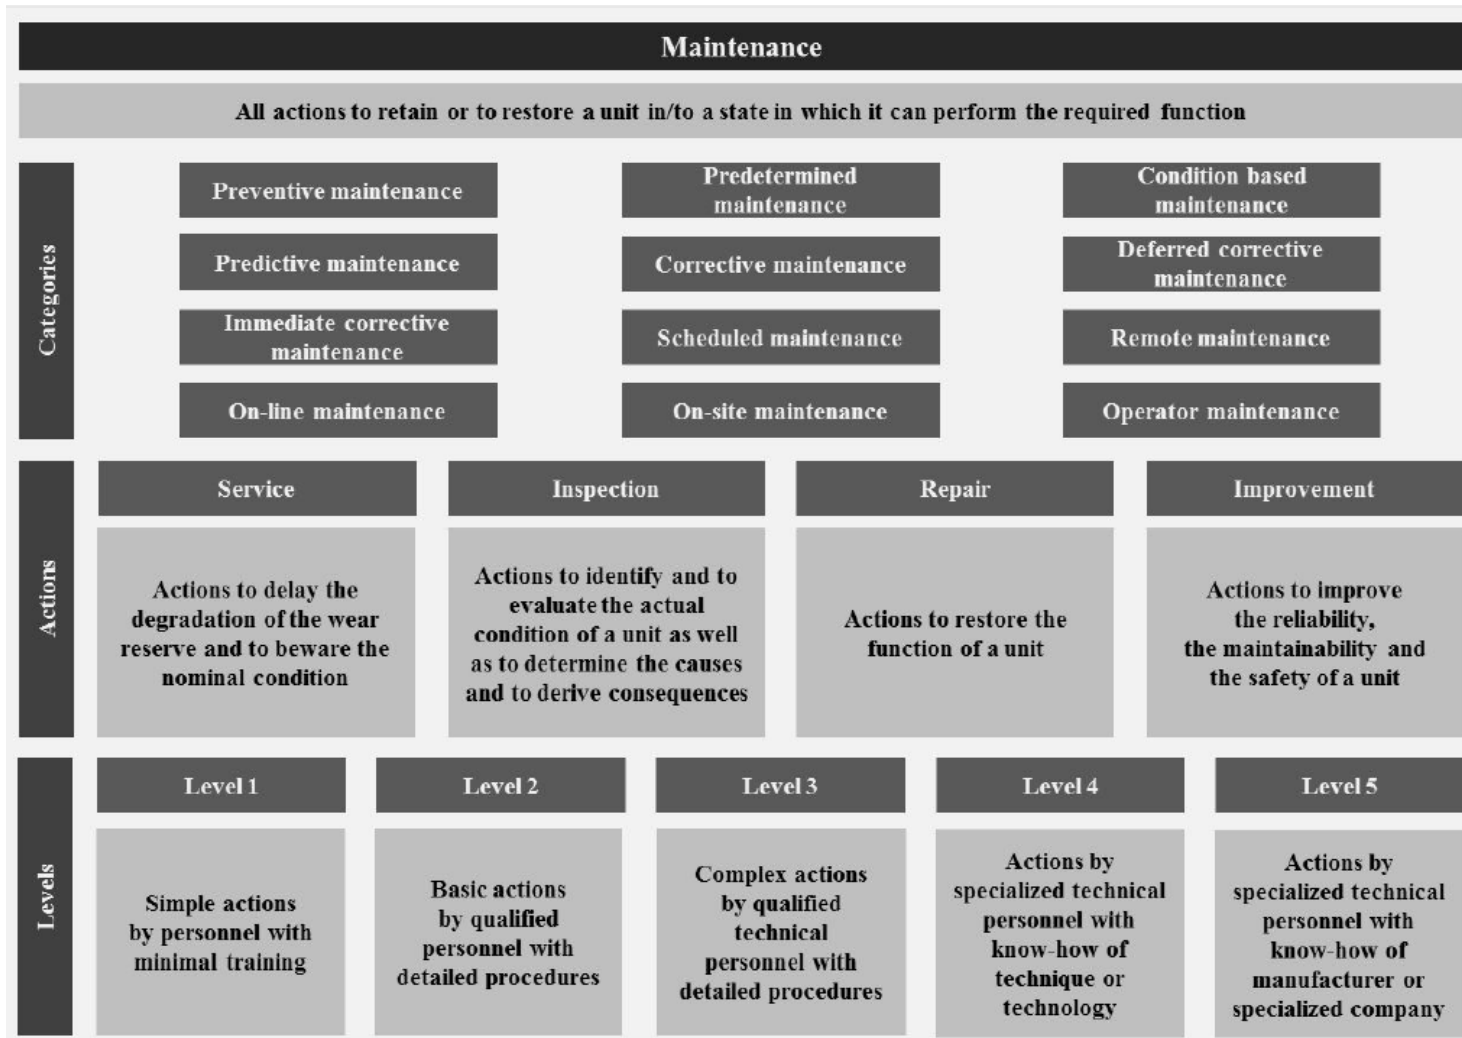 Maintenance
All actions to retain or to restore a unit in/to a state in which it can perform the required function
Categories
Preventive maintenance
Predetermined
maintenance
Condition based
maintenance
Predictive maintenance
Corrective maintenance
Deferred corrective
maintenance
Immediate corrective
maintenance
Scheduled maintenance
Remote maintenance
On-line maintenance
On-site maintenance
Operator maintenance
Actions
Service
Actions to delay the
degradation of the wear
reserve and to beware the
nominal condition
Inspection
Actions to identify and to
evaluate the actual
condition of a unit as well
as to determine the causes
and to derive consequences
Repair
Actions to restore the
function of a unit
Improvement
Actions to improve
the reliability,
the maintainability and
the safety of a unit
Levels
Level 1
Simple actions
by personnel with
minimal training
Level 2
Basic actions
by qualified
personnel with
detailed procedures
Level 3
Complex actions
by qualified
technical
personnel with
detailed procedures
Level 4
Actions by
specialized technical
personnel with
know-how of
technique or
technology
Level 5
Actions by
specialized technical
personnel with
know-how of
manufacturer or
specialized company